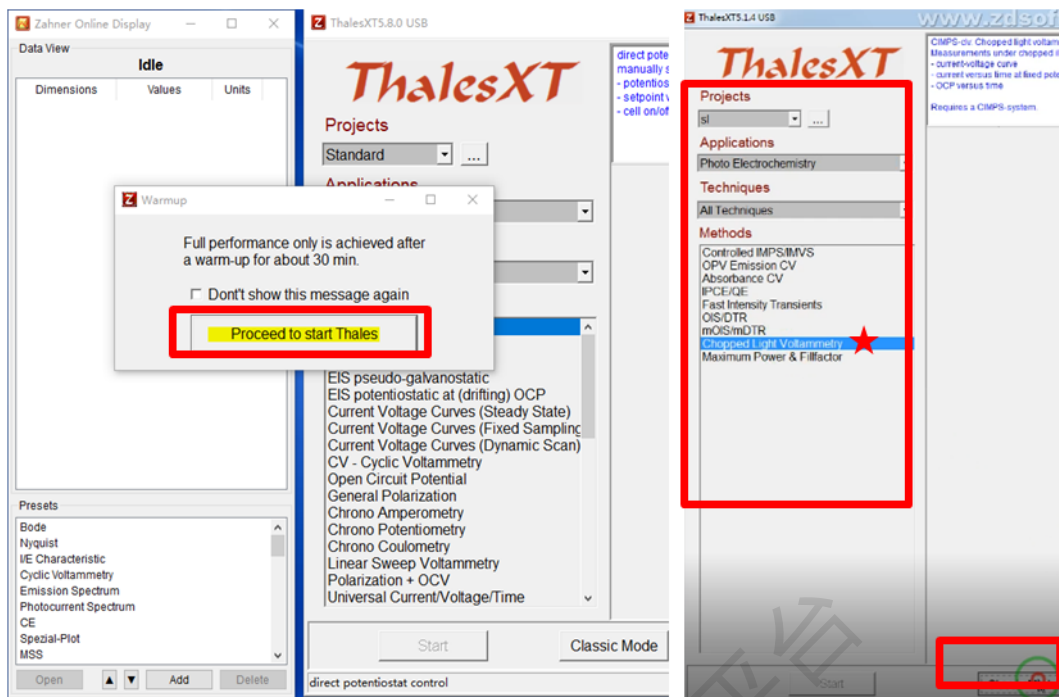 Zahner Online Display
Data View
Idle
Dimensions Values Units
Presets
Bode
Nyquist
I/E Characteristic
Cyclic Voltammetry
Emission Spectrum
Photocurrent Spectrum
CE
Spezial-Plot
MSS
Open Add Delete
ThalesXT5.8.0 USB
ThalesXT
Projects
Standard ...
Applications
Warmup
Full performance only is achieved after
a warm-up for about 30 min.
Dont't show this message again
Proceed to start Thales
EIS pseudo-galvanostatic
EIS potentiostatic at (drifting) OCP
Current Voltage Curves (Steady State)
Current Voltage Curves (Fixed Sampling
Current Voltage Curves (Dynamic Scan)
CV - Cyclic Voltammetry
Open Circuit Potential
General Polarization
Chrono Amperometry
Chrono Potentiometry
Chrono Coulometry
Linear Sweep Voltammetry
Polarization + OCV
Universal Current/Voltage/Time
direct pote
manually s
- potentios
- setpoint v
- cell on/of
Start Classic Mode
direct potentiostat control
ThalesXT5.1.4 USB
www.zdsoft
ThalesXT
Projects
sl ...
Applications
Photo Electrochemistry
Techniques
All Techniques
Methods
Controlled IMPS/IMVS
OPV Emission CV
Absorbance CV
IPCE/QE
Fast Intensity Transients
OIS/DTR
mOIS/mDTR
Chopped Light Voltammetry
Maximum Power & Fillfactor
CIMPS-clv: Chopped light voltam
Measurements under chopped il
- current-voltage curve
- current versus time at fixed pote
- OCP versus time
Requires a CIMPS-system.
Start
平台